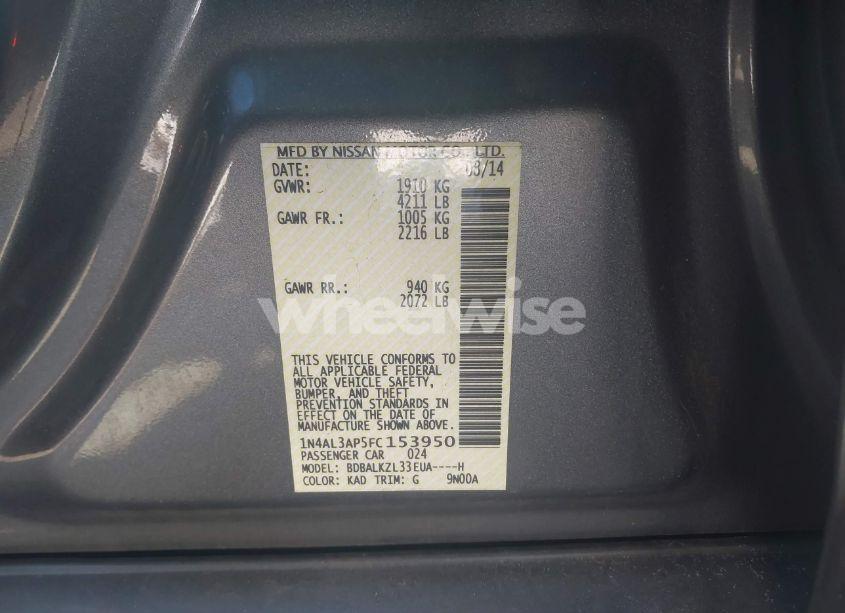 MFD BY NISSAN MOTOR CO., LTD.
DATE: 08/14
GVWR: 1910 KG
4211 LB
GAWR FR.: 1005 KG
2216 LB
GAWR RR.: 940 KG
2072 LB
wheelwise
THIS VEHICLE CONFORMS TO
ALL APPLICABLE FEDERAL
MOTOR VEHICLE SAFETY,
BUMPER, AND THEFT
PREVENTION STANDARDS IN
EFFECT ON THE DATE OF
MANUFACTURE SHOWN ABOVE.
1N4AL3AP5FC153950
PASSENGER CAR 024
MODEL: BDBALKZL33EUA----H
COLOR: KAD TRIM: G 9N00A